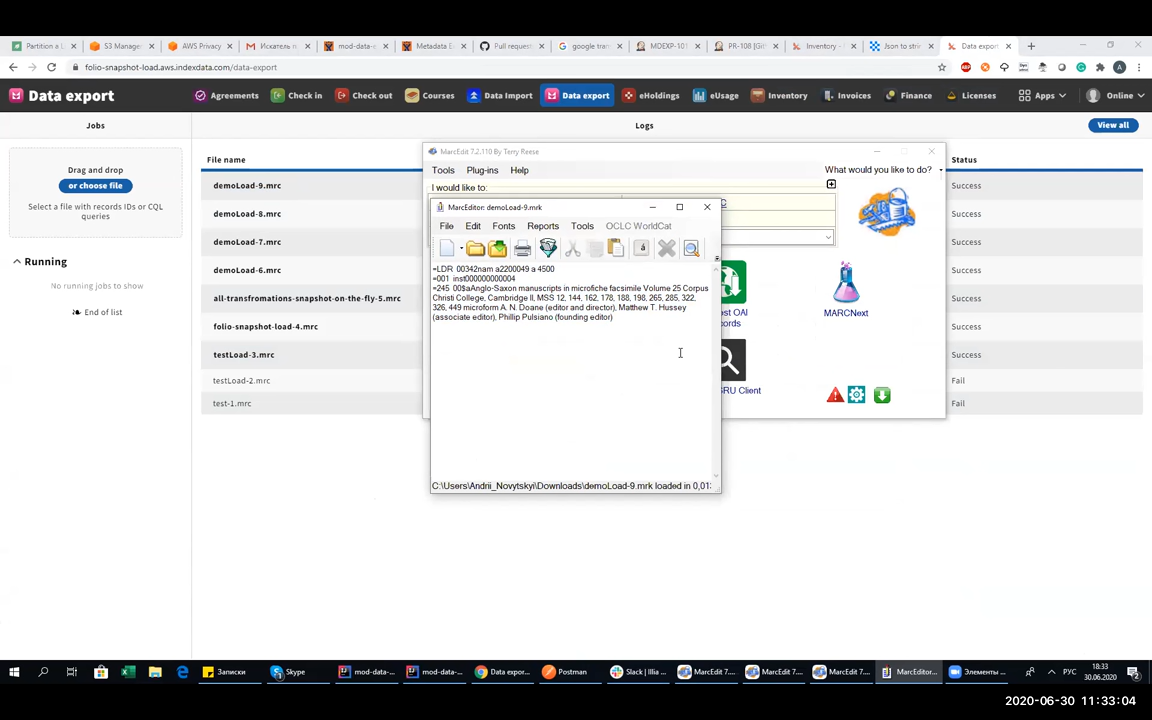 Partition a L
S3 Manage
AWS Privacy
Искатель п
mod-data-e
Metadata E
Pull request
google tran
MDEXP-101
PR-108 [Git
Inventory -
Json to strin
Data export
folio-snapshot-load.aws.indexdata.com/data-export
ABP
A
Data export
Agreements
Check in
Check out
Courses
Data Import
Data export
eHoldings
eUsage
Inventory
Invoices
Finance
Licenses
Apps
Online
Jobs
Logs
View all
Drag and drop
or choose file
Select a file with records IDs or CQL
queries
Running
No running jobs to show
End of list
File name
Status
demoLoad-9.mrc
Success
demoLoad-8.mrc
Success
demoLoad-7.mrc
Success
demoLoad-6.mrc
Success
all-transfromations-snapshot-on-the-fly-5.mrc
Success
folio-snapshot-load-4.mrc
Success
testLoad-3.mrc
Success
testLoad-2.mrc
Fail
test-1.mrc
Fail
MarcEdit 7.2.110 By Terry Reese
Tools Plug-ins Help
What would you like to do?
I would like to:
MARCNext
SRU Client
MarcEditor: demoLoad-9.mrk
File Edit Fonts Reports Tools OCLC WorldCat
=LDR 00342nam a2200049 a 4500
=001 inst000000000004
=245 00$aAnglo-Saxon manuscripts in microfiche facsimile Volume 25 Corpus
Christi College, Cambridge II, MSS 12, 144, 162, 178, 188, 198, 265, 285, 322,
326, 449 microform A. N. Doane (editor and director), Matthew T. Hussey
(associate editor), Phillip Pulsiano (founding editor)
C:\Users\Andrii_Novytskyi\Downloads\demoLoad-9.mrk loaded in 0,01
Записки
Skype
mod-data-...
mod-data-...
Data expor...
Postman
Slack | Illia ...
MarcEdit 7....
MarcEdit 7....
MarcEdit 7....
MarcEditor...
Элементы ...
РУС
18:33
30.06.2020
2
2020-06-30 11:33:04